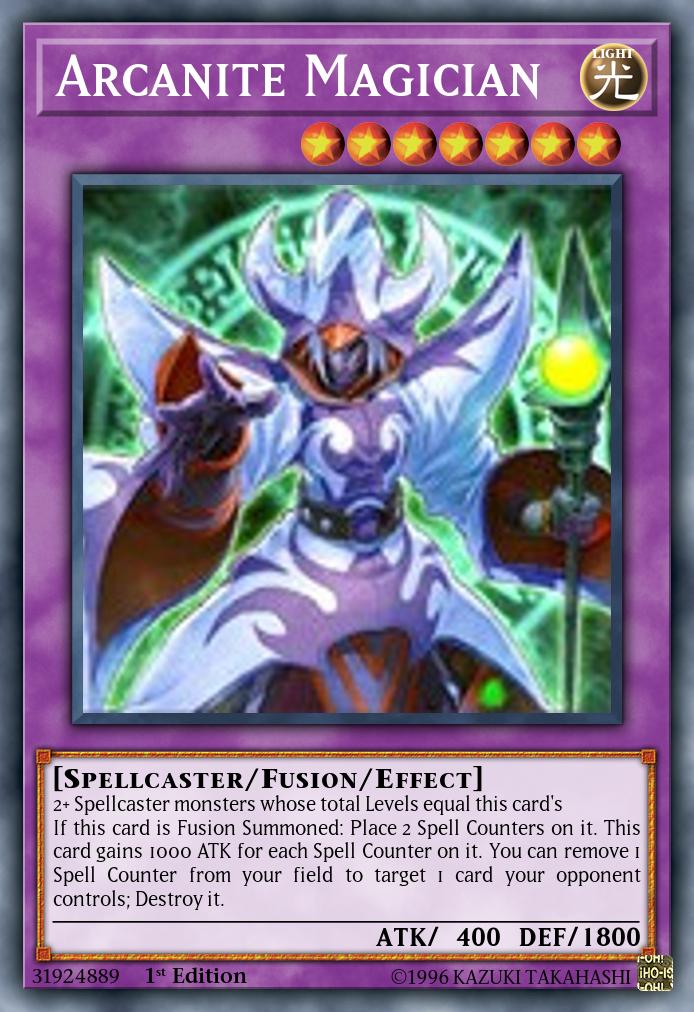 Arcanite Magician
LIGHT
光
[Spellcaster/Fusion/Effect]
2+ Spellcaster monsters whose total Levels equal this card's
If this card is Fusion Summoned: Place 2 Spell Counters on it. This
card gains 1000 ATK for each Spell Counter on it. You can remove 1
Spell Counter from your field to target 1 card your opponent
controls; Destroy it.
ATK/ 400 DEF/1800
31924889 1st Edition ©1996 KAZUKI TAKAHASHI